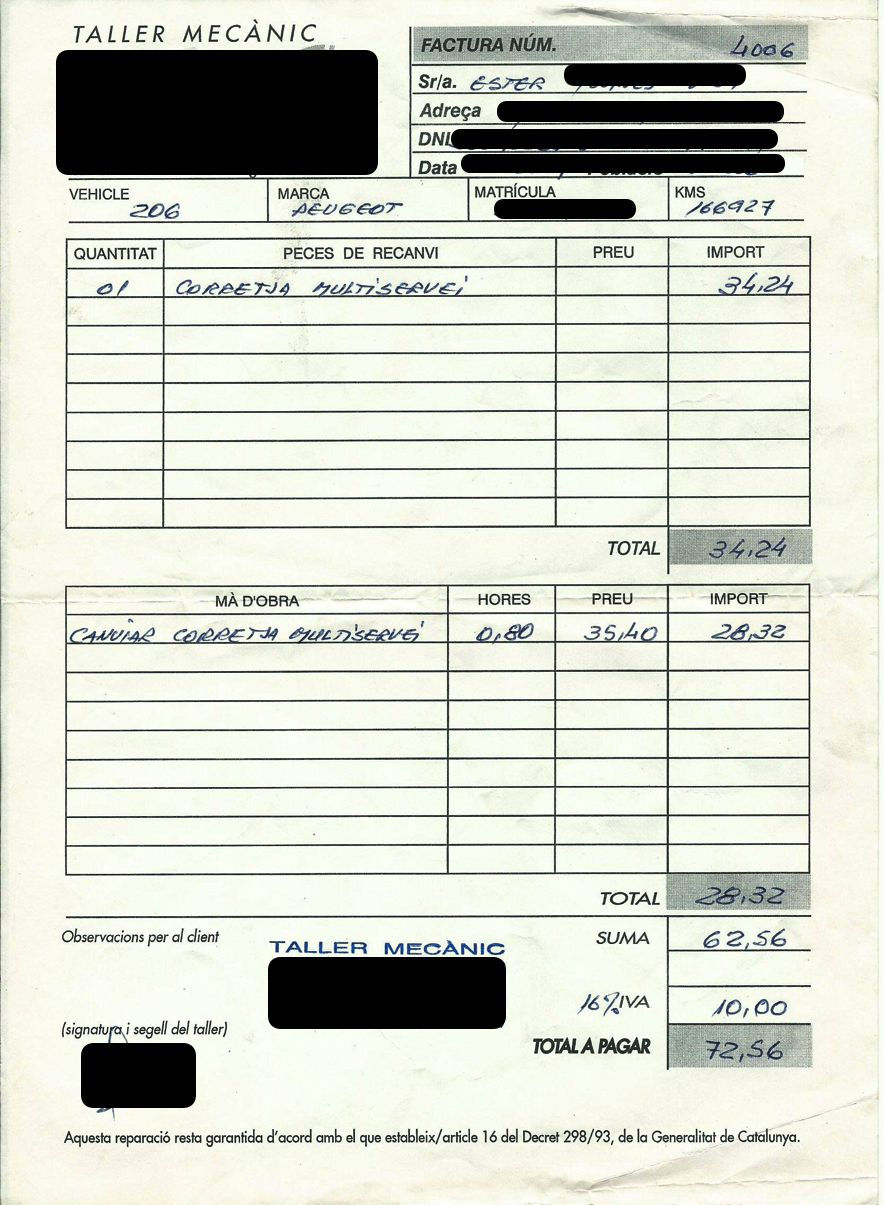 TALLER MECÀNIC
FACTURA NÚM. 4006
Sr/a. ESTER
Adreça
DNI
Data
VEHICLE MARCA MATRÍCULA KMS
206 PEUGEOT 166927
QUANTITAT PECES DE RECANVI PREU IMPORT
01 CORRETJA MULTISERVEI 34,24
TOTAL 34,24
MÀ D'OBRA HORES PREU IMPORT
CANVIAR CORRETJA MULTISERVEI 0,80 35,40 28,32
TOTAL 28,32
Observacions per al client
TALLER MECÀNIC
SUMA 62,56
16% IVA 10,00
(signatura i segell del taller)
TOTAL A PAGAR 72,56
Aquesta reparació resta garantida d'acord amb el que estableix/article 16 del Decret 298/93, de la Generalitat de Catalunya.